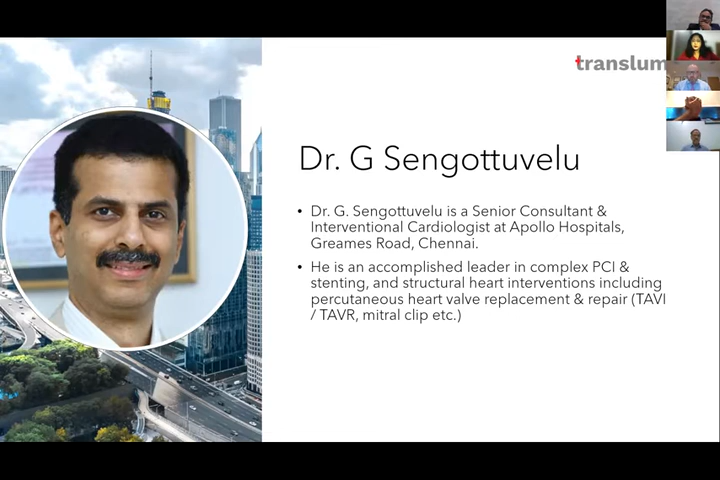 translum
Dr. G Sengottuvelu
• Dr. G. Sengottuvelu is a Senior Consultant &
Interventional Cardiologist at Apollo Hospitals,
Greames Road, Chennai.
• He is an accomplished leader in complex PCI &
stenting, and structural heart interventions including
percutaneous heart valve replacement & repair (TAVI
/ TAVR, mitral clip etc.)